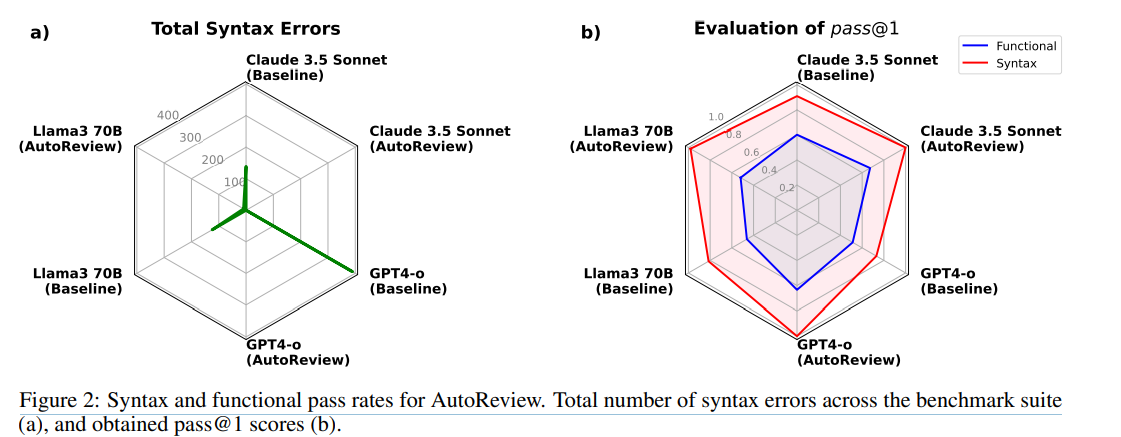 a)
Total Syntax Errors
Claude 3.5 Sonnet
(Baseline)
Claude 3.5 Sonnet
(AutoReview)
GPT4-o
(Baseline)
GPT4-o
(AutoReview)
Llama3 70B
(Baseline)
Llama3 70B
(AutoReview)
400
300
200
100
b)
Evaluation of pass@1
Functional
Syntax
Claude 3.5 Sonnet
(Baseline)
Claude 3.5 Sonnet
(AutoReview)
GPT4-o
(Baseline)
GPT4-o
(AutoReview)
Llama3 70B
(Baseline)
Llama3 70B
(AutoReview)
1.0
0.8
0.6
0.4
0.2
Figure 2: Syntax and functional pass rates for AutoReview. Total number of syntax errors across the benchmark suite
(a), and obtained pass@1 scores (b).